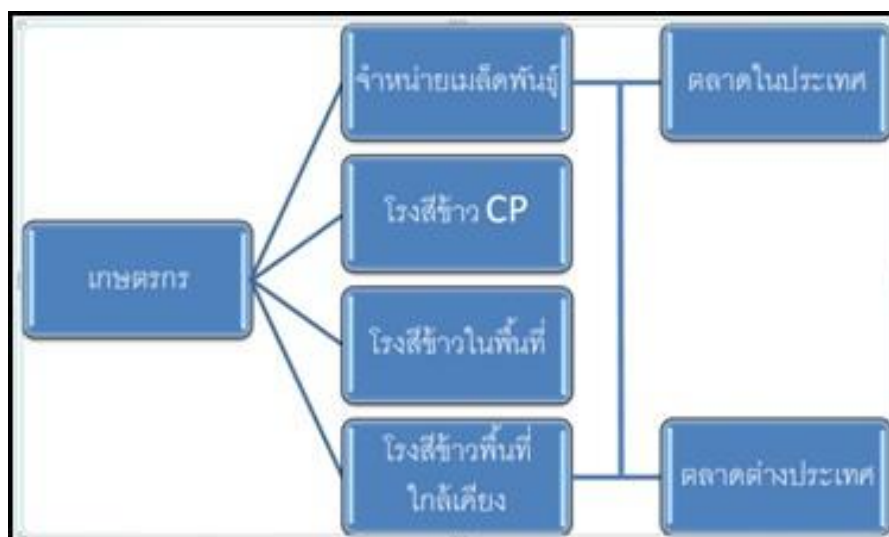 จำหน่ายเมล็ดพันธุ์
ตลาดในประเทศ
โรงสีข้าว CP
เกษตรกร
โรงสีข้าวในพื้นที่
โรงสีข้าวพื้นที่
ใกล้เคียง
ตลาดต่างประเทศ